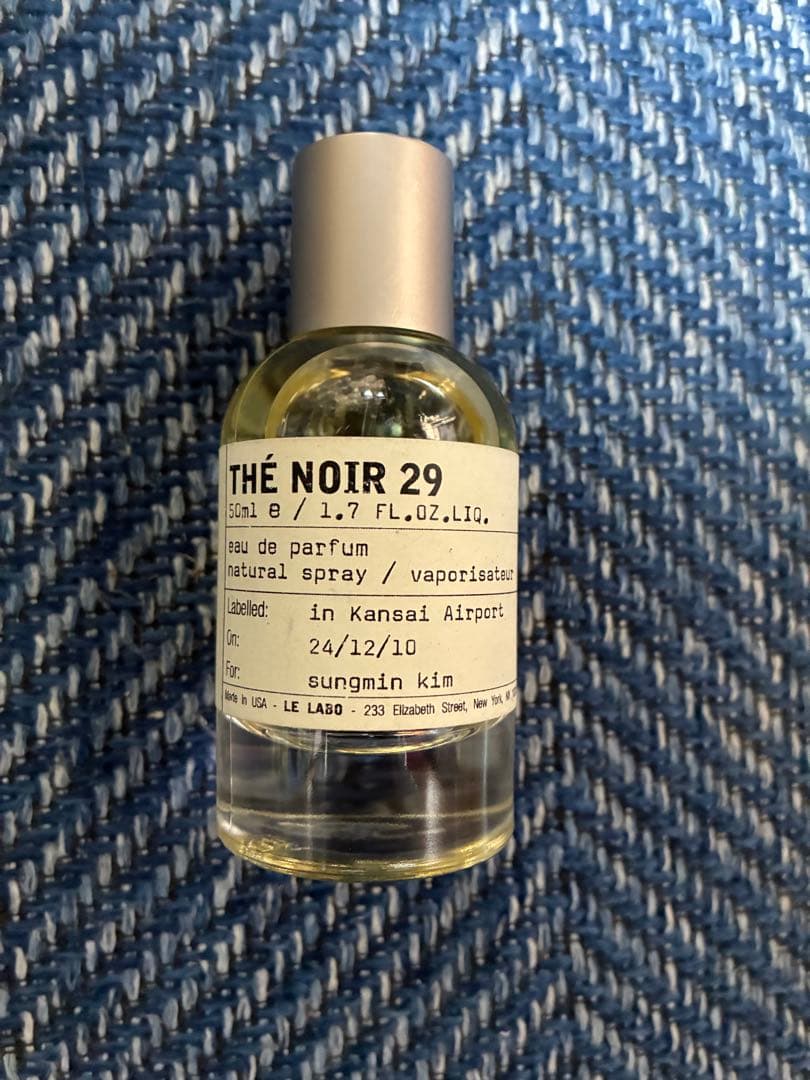 THÉ NOIR 29
50ml e / 1.7 FL.OZ.LIQ.
eau de parfum
natural spray / vaporisateur
Labelled: in Kansai Airport
On: 24/12/10
For: sungmin kim
Made in USA - LE LABO - 233 Elizabeth Street, New York,